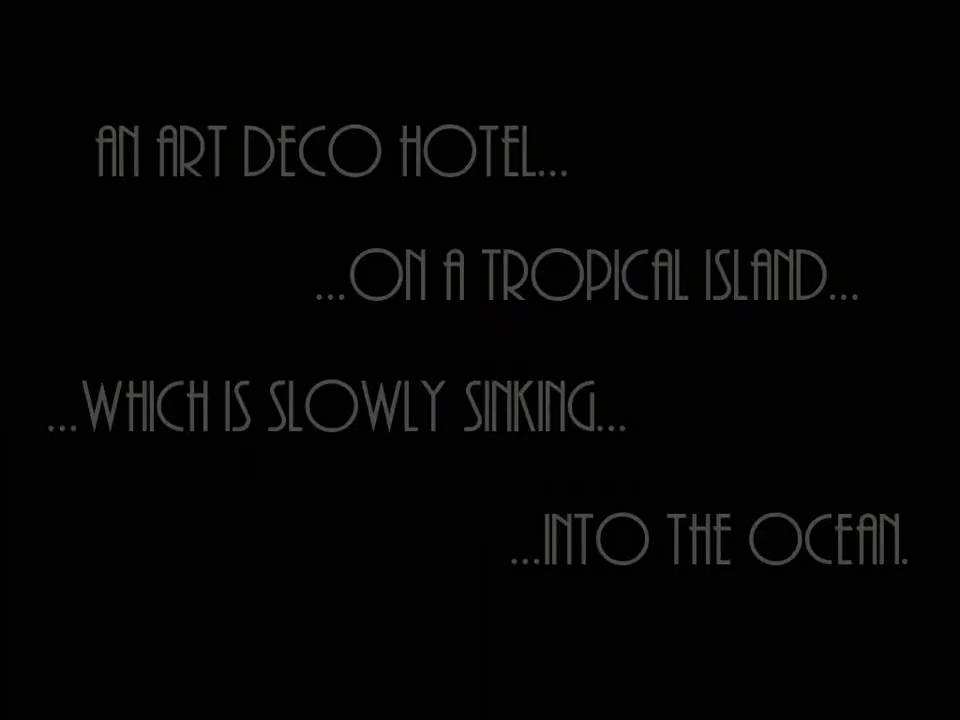 AN ART DECO HOTEL...
...ON A TROPICAL ISLAND...
...WHICH IS SLOWLY SINKING...
...INTO THE OCEAN.